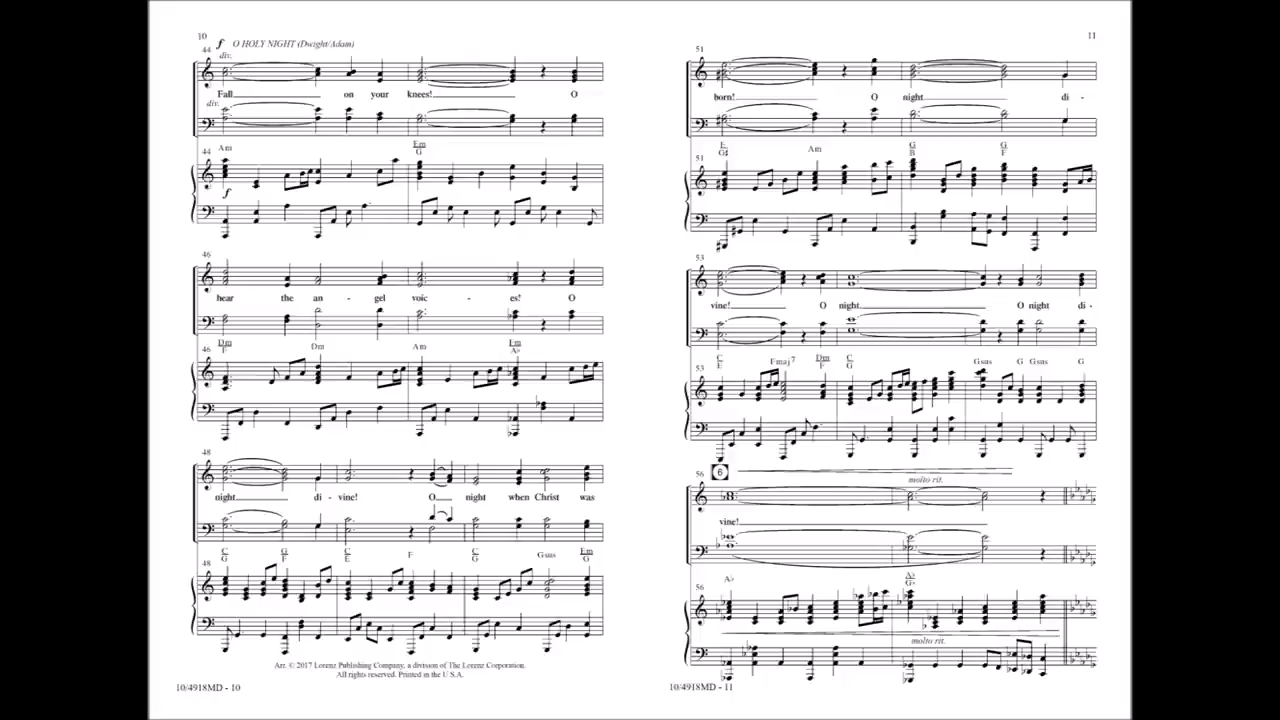 10
f O HOLY NIGHT (Dwight/Adam)
44 div.
Fall on your knees! O
div.
Am Em
G
44
f
46
hear the an - gel voic - es! O
Dm Dm Am Fm
F A♭
46
48
night di - vine! O night when Christ was
C G C F C Gsus Em
G F E G G
48
Arr. © 2017 Lorenz Publishing Company, a division of The Lorenz Corporation.
All rights reserved. Printed in the U.S.A.
10/4918MD - 10
11
51
born! O night di -
E Am G G
G♯ B F
51
53
vine! O night O night di -
C Fmaj7 Dm C Gsus G Gsus G
E F G
53
6
56
molto rit.
vine!
A♭ A♭
G♭
56
molto rit.
10/4918MD - 11